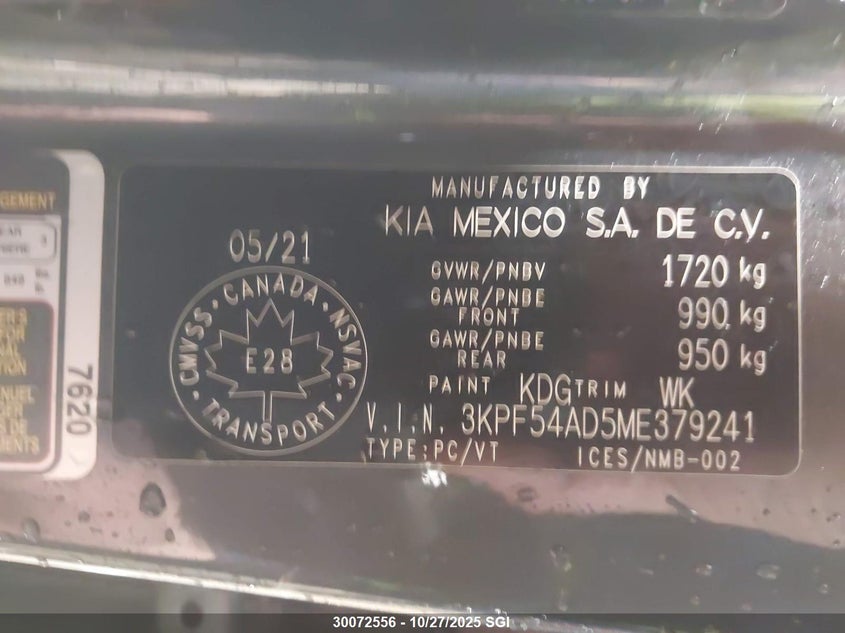 MANUFACTURED BY
KIA MEXICO S.A. DE C.V.
05/21
GVWR/PNBV 1720 kg
GAWR/PNBE FRONT 990 kg
GAWR/PNBE REAR 950 kg
PAINT KDG TRIM WK
V.I.N. 3KPF54AD5ME379241
TYPE:PC/VT ICES/NMB-002
CMVSS · CANADA · NSVAC · TRANSPORT ·
E28
7620
30072556 - 10/27/2025 SGI